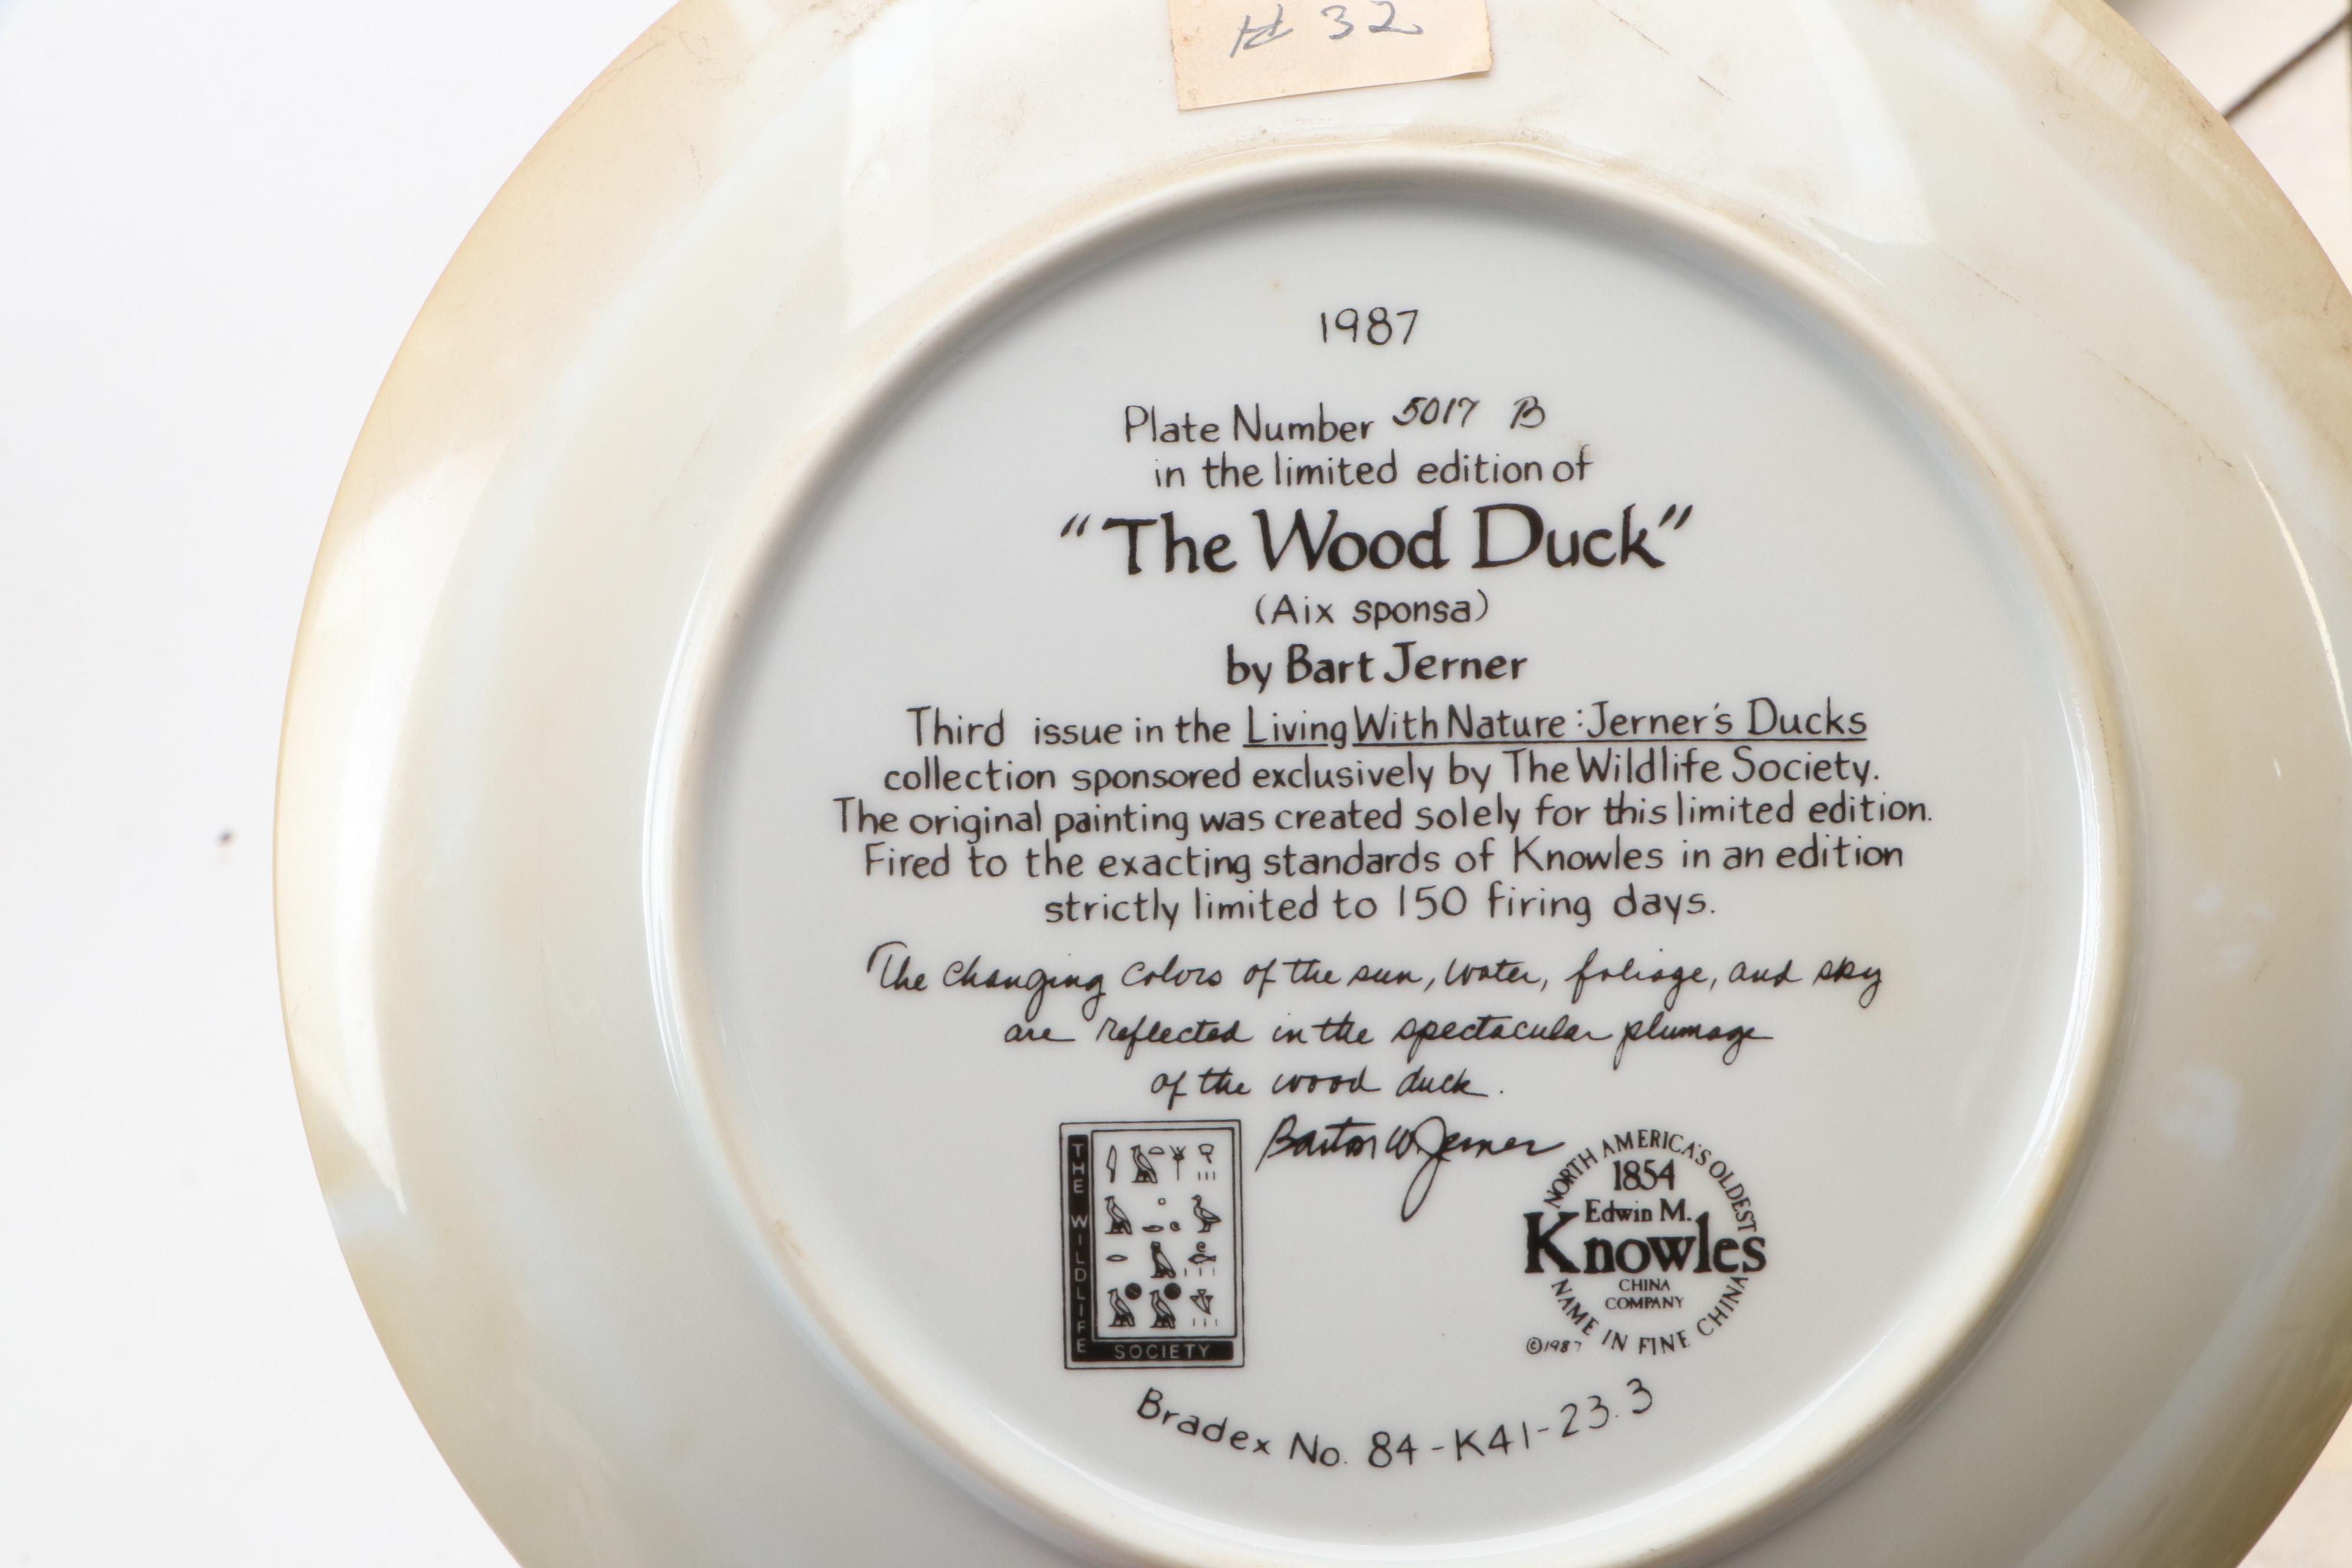 # 32
1987
Plate Number 5017 B
in the limited edition of
"The Wood Duck"
(Aix sponsa)
by Bart Jerner
Third issue in the Living With Nature: Jerner's Ducks
collection sponsored exclusively by The Wildlife Society.
The original painting was created solely for this limited edition.
Fired to the exacting standards of Knowles in an edition
strictly limited to 150 firing days.
The changing colors of the sun, water, foliage, and sky
are reflected in the spectacular plumage
of the wood duck.
Barton W. Jerner
THE WILDLIFE
SOCIETY
NORTH AMERICA'S OLDEST
1854
Edwin M.
Knowles
CHINA
COMPANY
NAME IN FINE CHINA
©1987
Bradex No. 84-K41-23.3